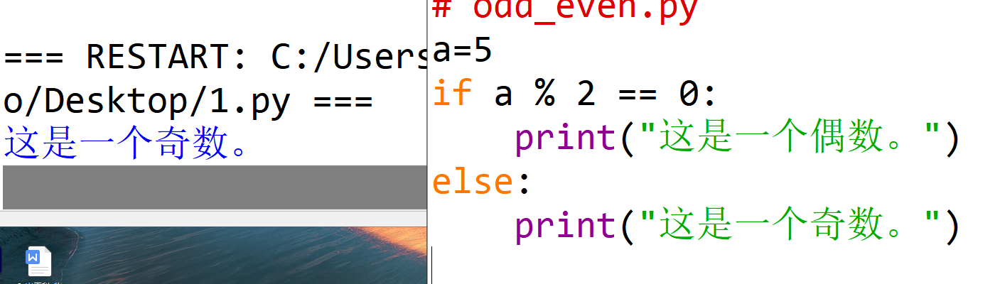 === RESTART: C:/Users
o/Desktop/1.py ===
这是一个奇数。
# odd_even.py
a=5
if a % 2 == 0:
    print("这是一个偶数。")
else:
    print("这是一个奇数。")
W